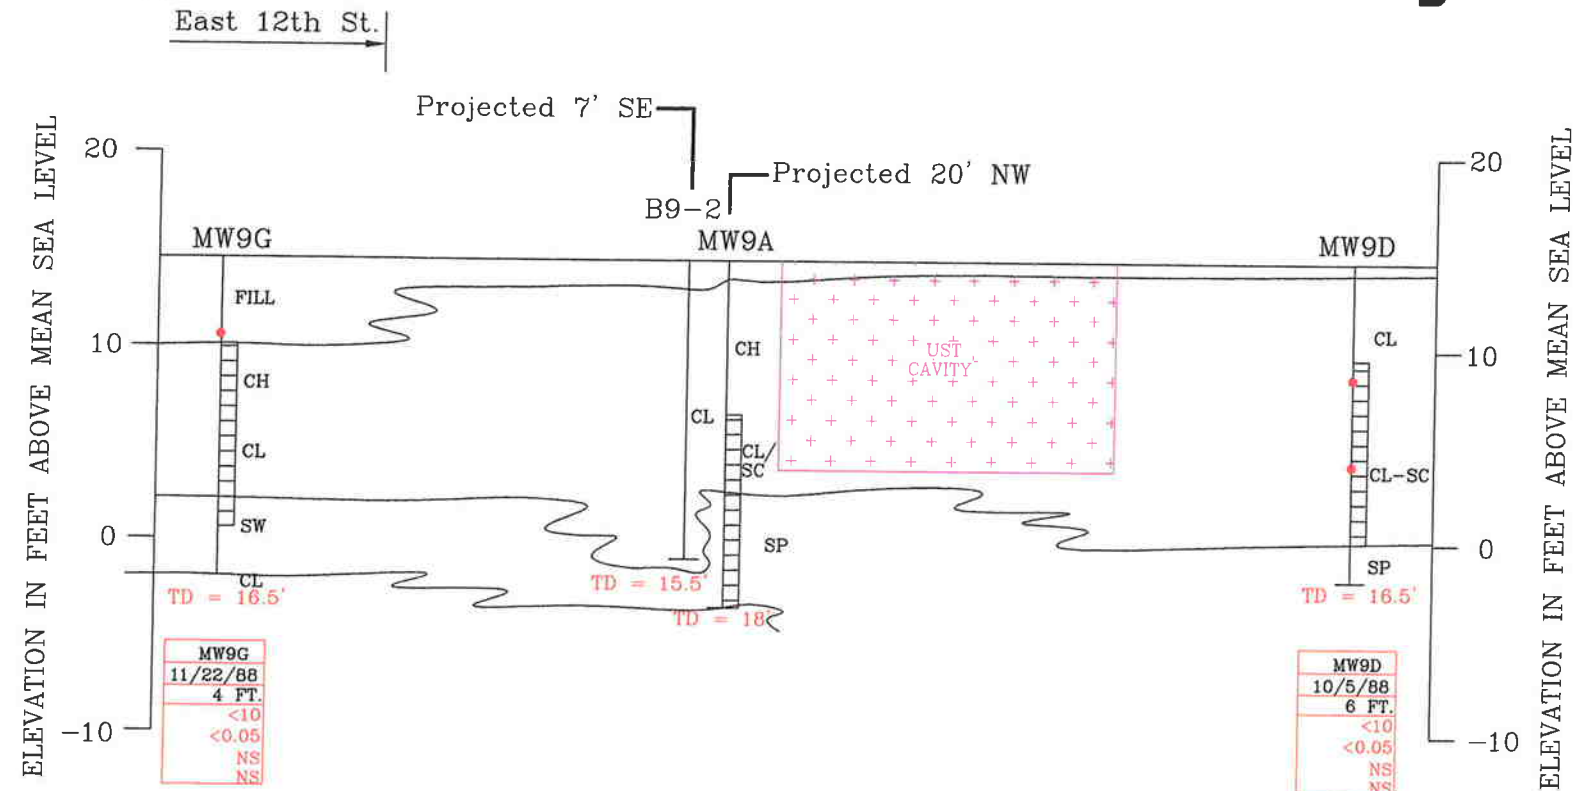 East 12th St.
Projected 7' SE
Projected 20' NW
B9-2
MW9G
MW9A
MW9D
ELEVATION IN FEET ABOVE MEAN SEA LEVEL
20
10
0
-10
FILL
CH
CL
SW
CL
TD = 16.5'
CL
TD = 15.5'
CH
CL/
SC
SP
TD = 18'
UST
CAVITY
CL
CL-SC
SP
TD = 16.5'
20
10
0
-10
ELEVATION IN FEET ABOVE MEAN SEA LEVEL
MW9G
11/22/88
4 FT.
<10
<0.05
NS
NS
MW9D
10/5/88
6 FT.
<10
<0.05
NS
NS